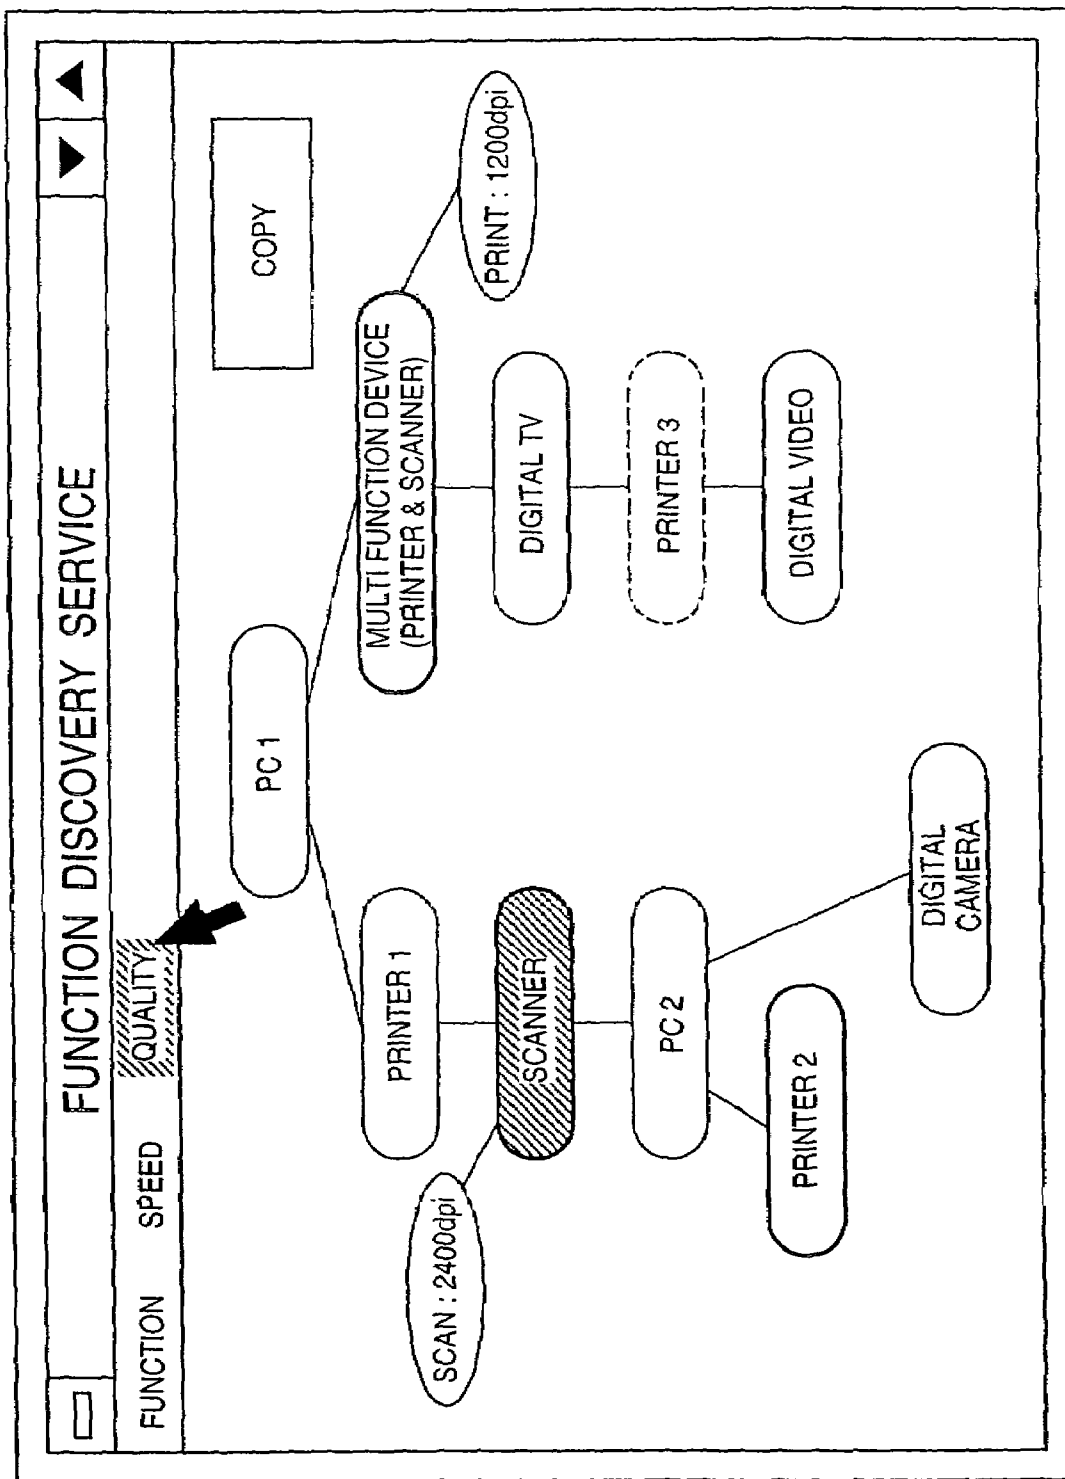 FUNCTION DISCOVERY SERVICE
FUNCTION SPEED QUALITY
COPY
PC 1
PRINTER 1
MULTI FUNCTION DEVICE
(PRINTER & SCANNER)
SCAN : 2400dpi
PRINT : 1200dpi
SCANNER
DIGITAL TV
PC 2
PRINTER 3
PRINTER 2
DIGITAL VIDEO
DIGITAL
CAMERA